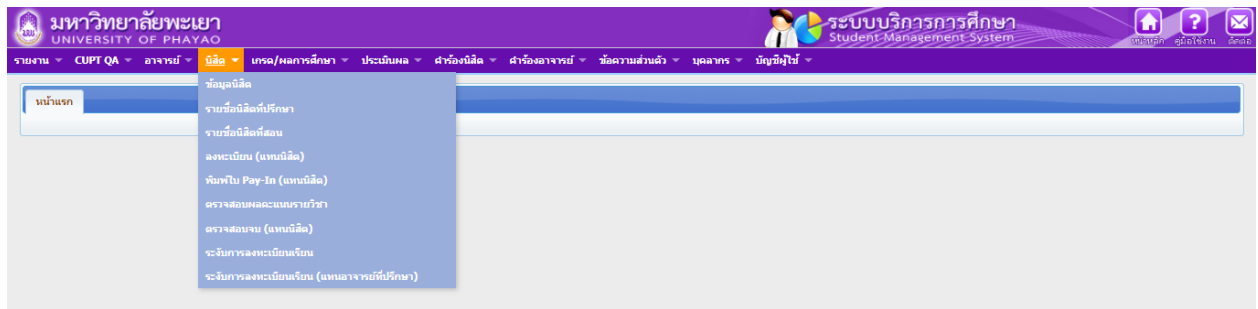 มหาวิทยาลัยพะเยา
UNIVERSITY OF PHAYAO
ระบบบริการการศึกษา
Student Management System
หน้าหลัก คู่มือใช้งาน ติดต่อ
รายงาน CUPT QA อาจารย์ นิสิต เกรด/ผลการศึกษา ประเมินผล คำร้องนิสิต คำร้องอาจารย์ ข้อความส่วนตัว บุคลากร บัญชีผู้ใช้
หน้าแรก
ข้อมูลนิสิต
รายชื่อนิสิตที่ปรึกษา
รายชื่อนิสิตที่สอน
ลงทะเบียน (แทนนิสิต)
พิมพ์ใบ Pay-In (แทนนิสิต)
ตรวจสอบผลคะแนนรายวิชา
ตรวจสอบจบ (แทนนิสิต)
ระงับการลงทะเบียนเรียน
ระงับการลงทะเบียนเรียน (แทนอาจารย์ที่ปรึกษา)